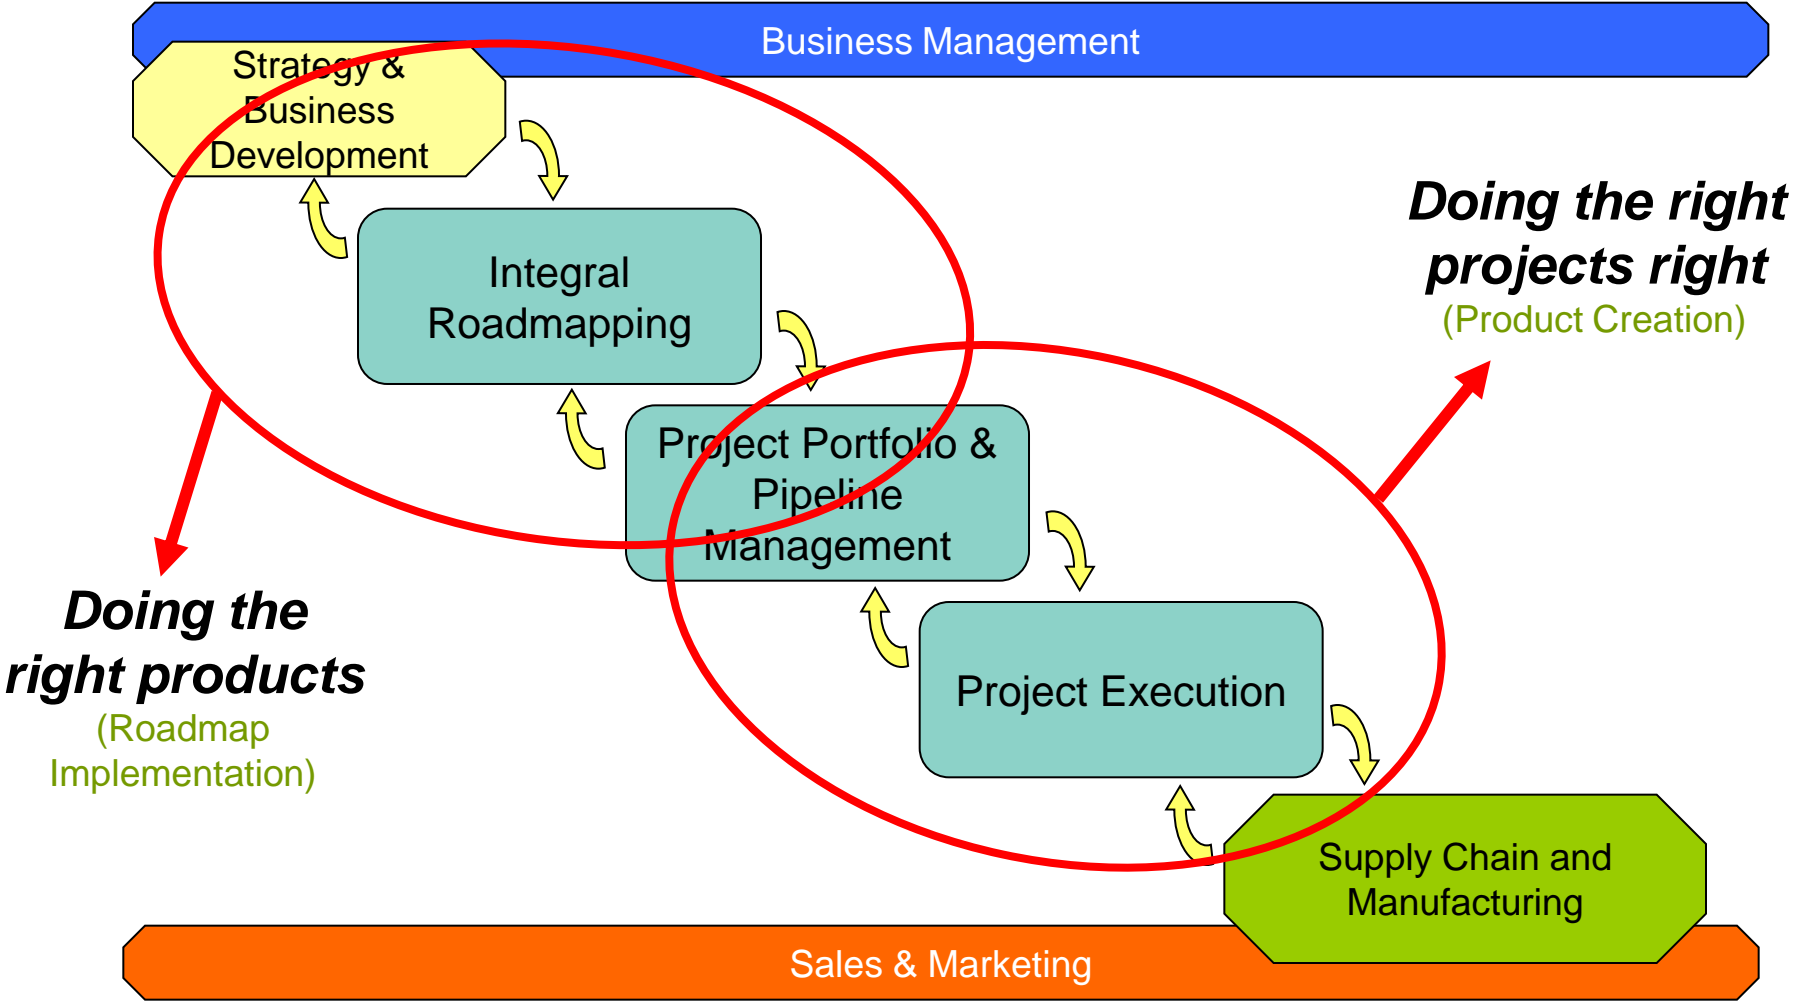 Business Management
Strategy &
Business
Development
Integral
Roadmapping
Doing the right
projects right
(Product Creation)
Project Portfolio &
Pipeline
Management
Doing the
right products
(Roadmap
Implementation)
Project Execution
Supply Chain and
Manufacturing
Sales & Marketing